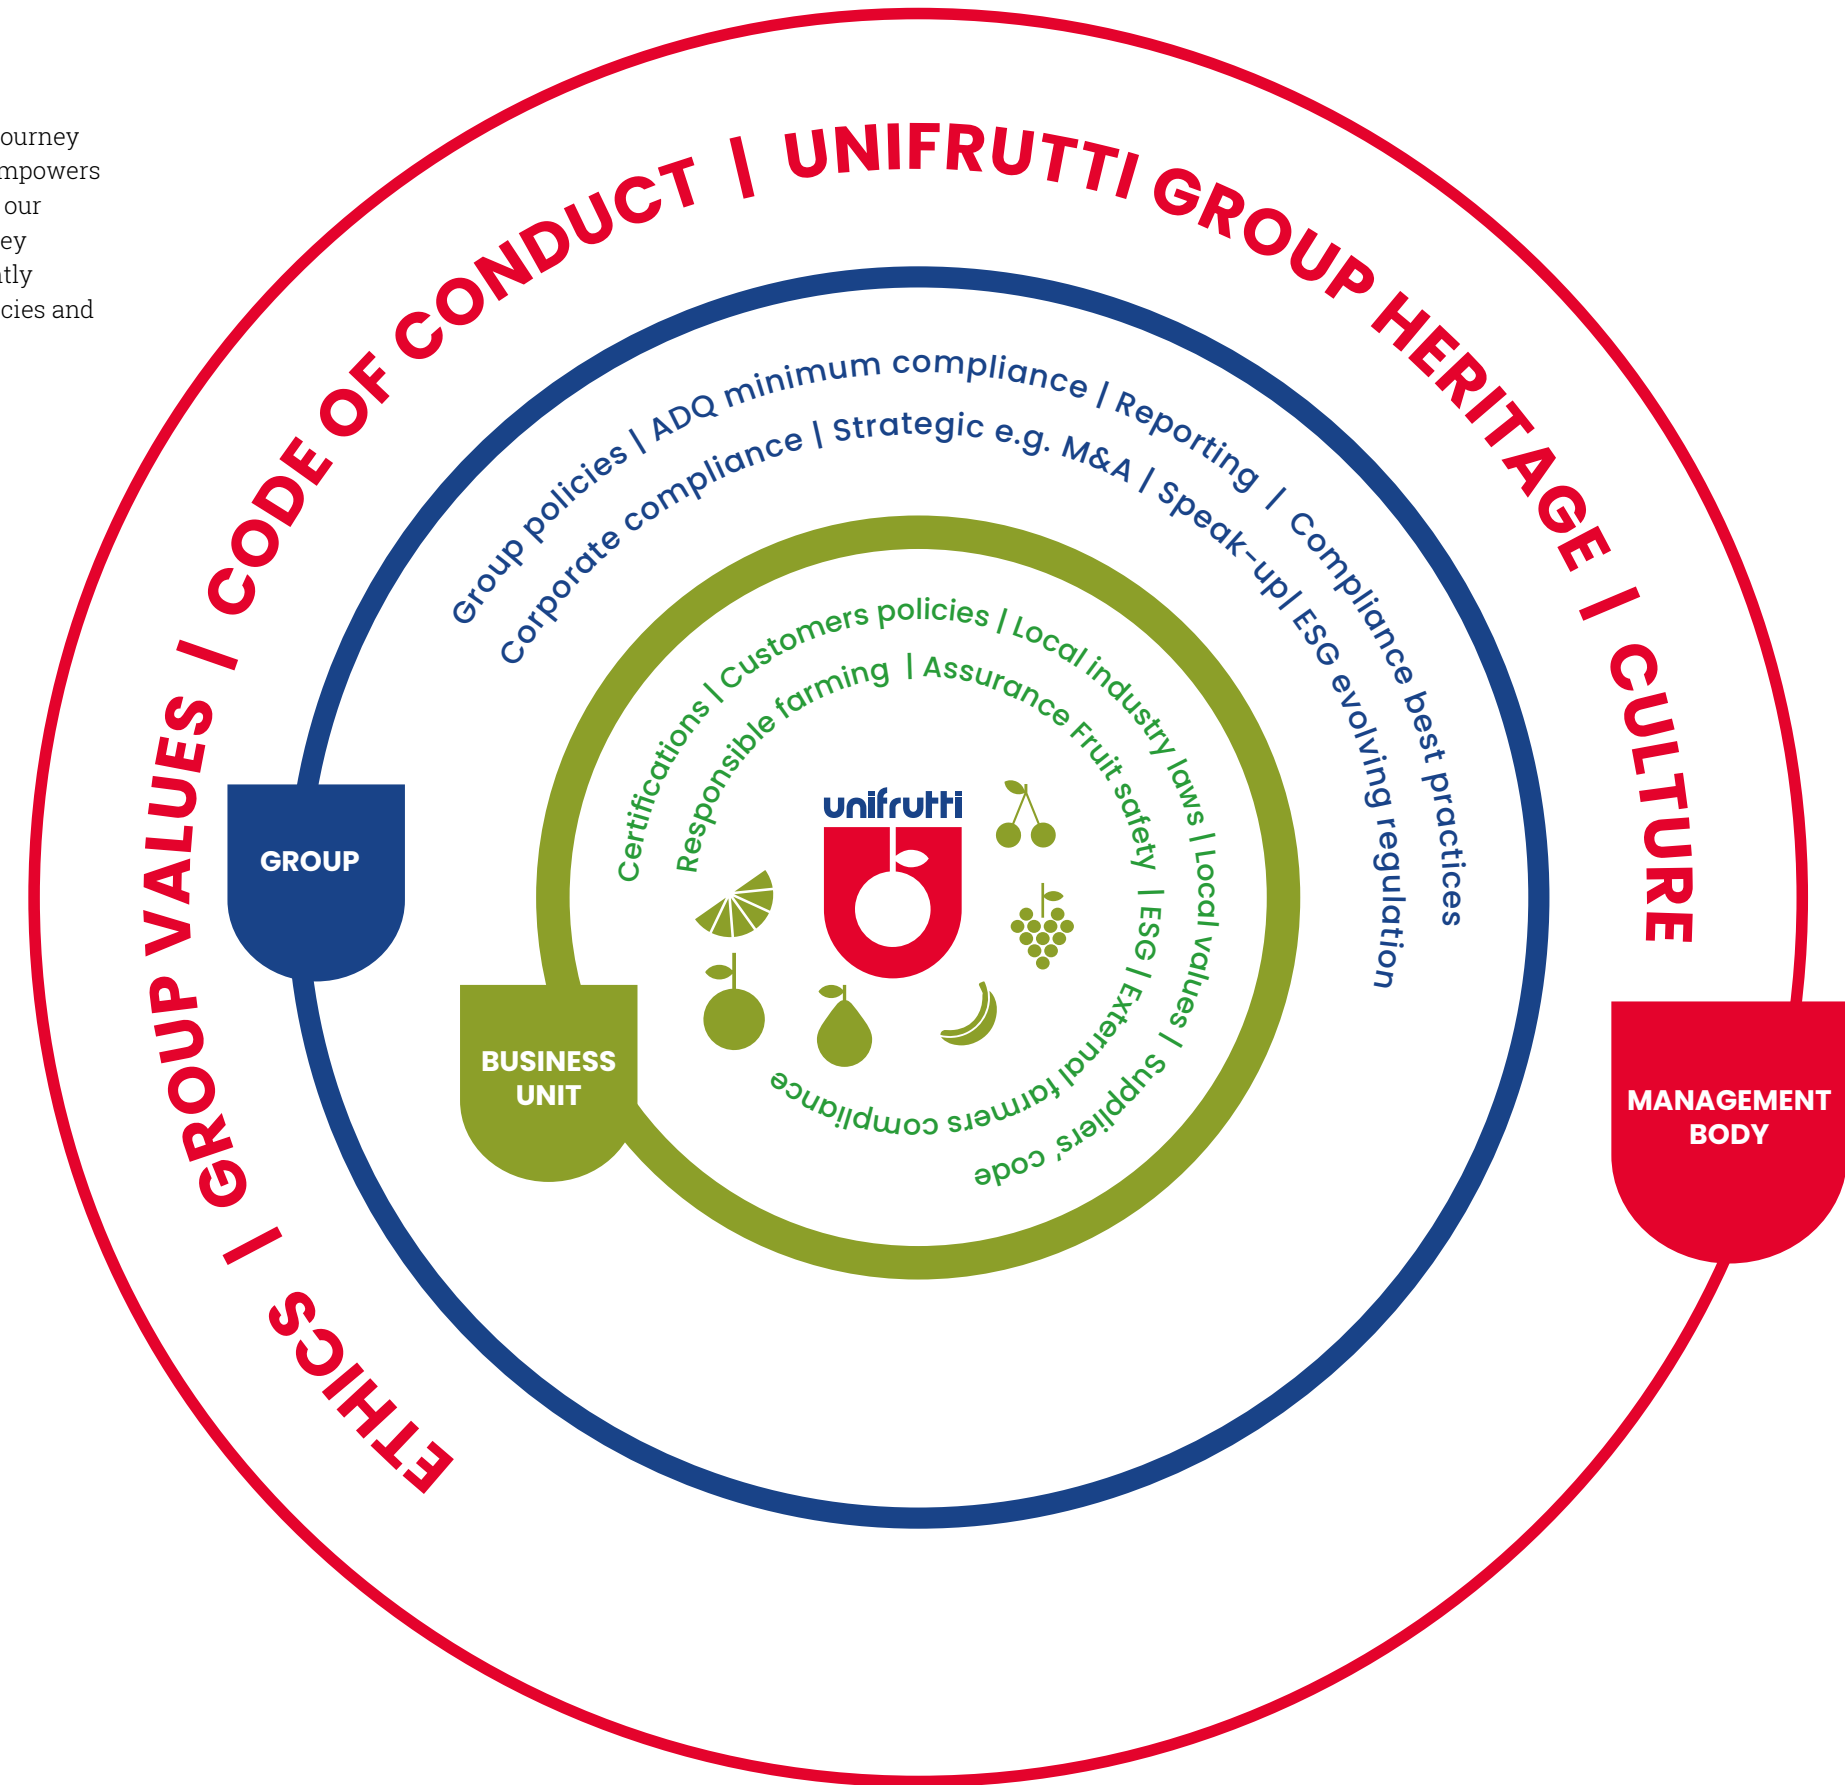 ourney
mpowers
our
ey
tly
cies and
ETHICS | GROUP VALUES | CODE OF CONDUCT | UNIFRUTTI GROUP HERITAGE | CULTURE
Group policies | ADQ minimum compliance | Reporting | Compliance best practices
Corporate compliance | Strategic e.g. M&A | Speak-up| ESG evolving regulation
Certifications | Customers policies | Local industry laws | Local values | Suppliers' code
Responsible farming | Assurance Fruit safety | ESG | External farmers compliance
unifrutti
GROUP
BUSINESS
UNIT
MANAGEMENT
BODY